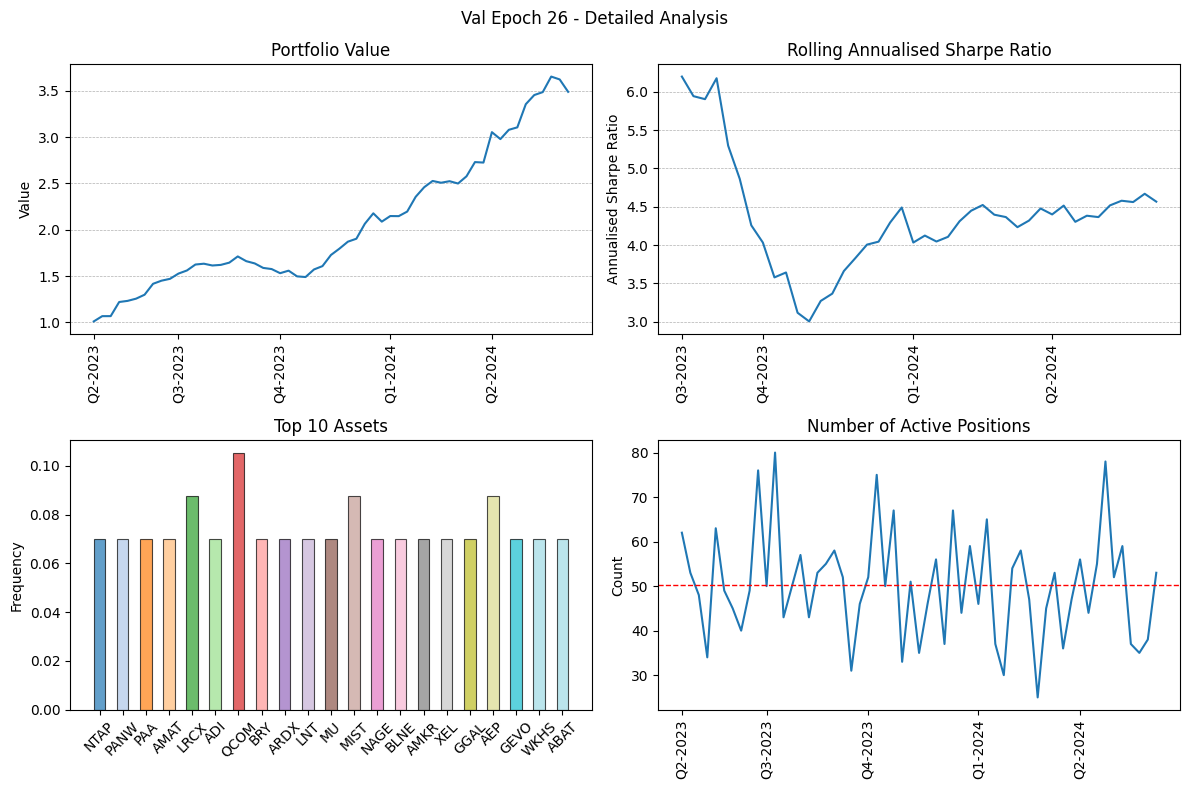 Val Epoch 26 - Detailed Analysis
Portfolio Value
Value
3.5
3.0
2.5
2.0
1.5
1.0
Q2-2023
Q3-2023
Q4-2023
Q1-2024
Q2-2024
Rolling Annualised Sharpe Ratio
Annualised Sharpe Ratio
6.0
5.5
5.0
4.5
4.0
3.5
3.0
Q3-2023
Q4-2023
Q1-2024
Q2-2024
Top 10 Assets
Frequency
0.10
0.08
0.06
0.04
0.02
0.00
NTAP
PANW
PAA
AMAT
LRCX
ADI
QCOM
BRY
ARDX
LNT
MU
MIST
NAGE
BLNE
AMKR
XEL
GGAL
AEP
GEVO
WKHS
ABAT
Number of Active Positions
Count
80
70
60
50
40
30
Q2-2023
Q3-2023
Q4-2023
Q1-2024
Q2-2024